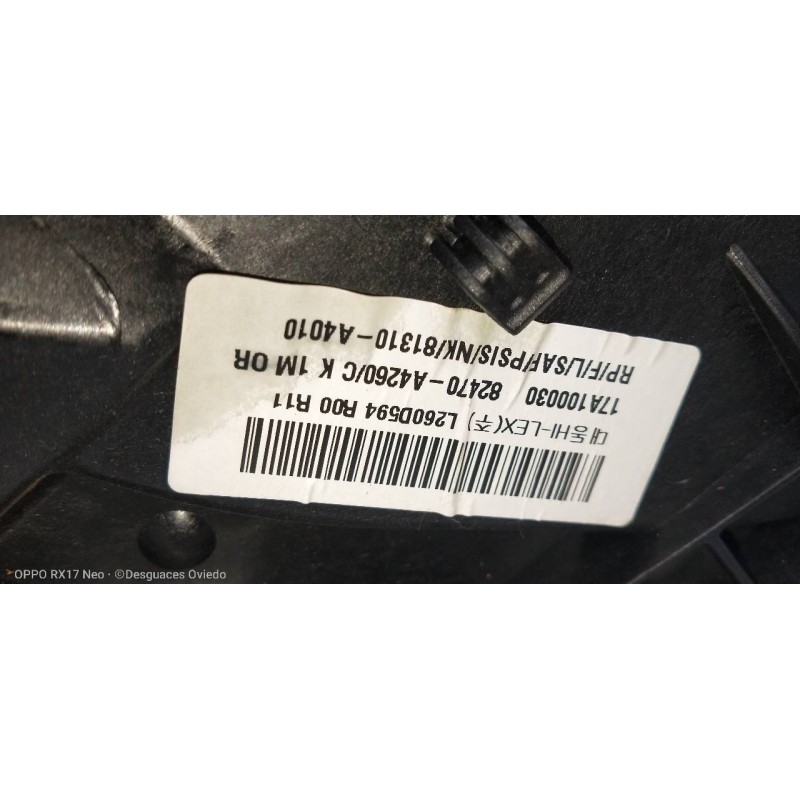 대동HI-LEX(주) L260D594 R00 R11
17A100030 82470-A4260/C K 1M OR
RP/F/L/SAF/PSIS/NK/81310-A4010
OPPO RX17 Neo · ©Desguaces Oviedo